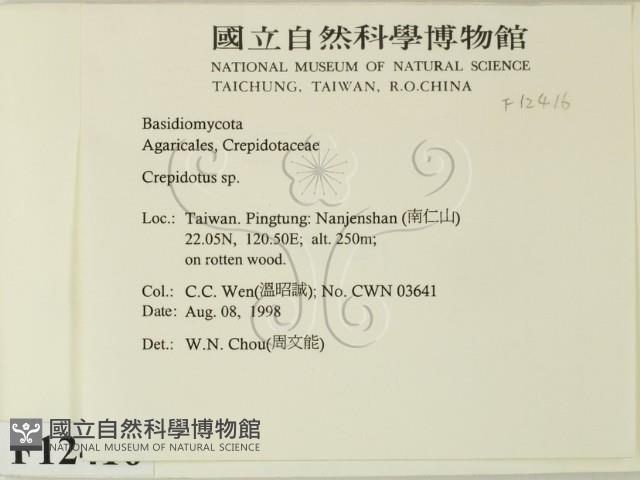 國立自然科學博物館
NATIONAL MUSEUM OF NATURAL SCIENCE
TAICHUNG, TAIWAN, R.O.CHINA
F12416
Basidiomycota
Agaricales, Crepidotaceae
Crepidotus sp.
Loc.: Taiwan. Pingtung: Nanjenshan (南仁山)
22.05N, 120.50E; alt. 250m;
on rotten wood.
Col.: C.C. Wen(溫昭誠); No. CWN 03641
Date: Aug. 08, 1998
Det.: W.N. Chou(周文能)
國立自然科學博物館
NATIONAL MUSEUM OF NATURAL SCIENCE
F12416